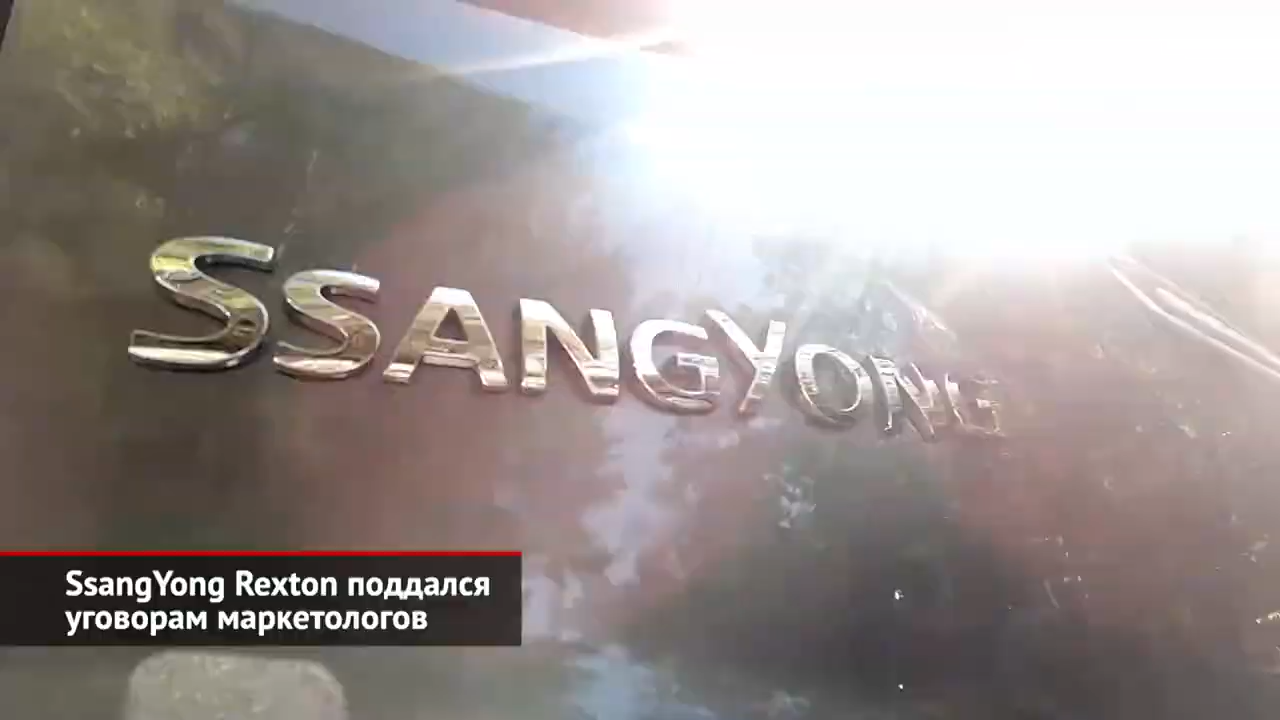 SSANGYONG
SsangYong Rexton поддался
уговорам маркетологов